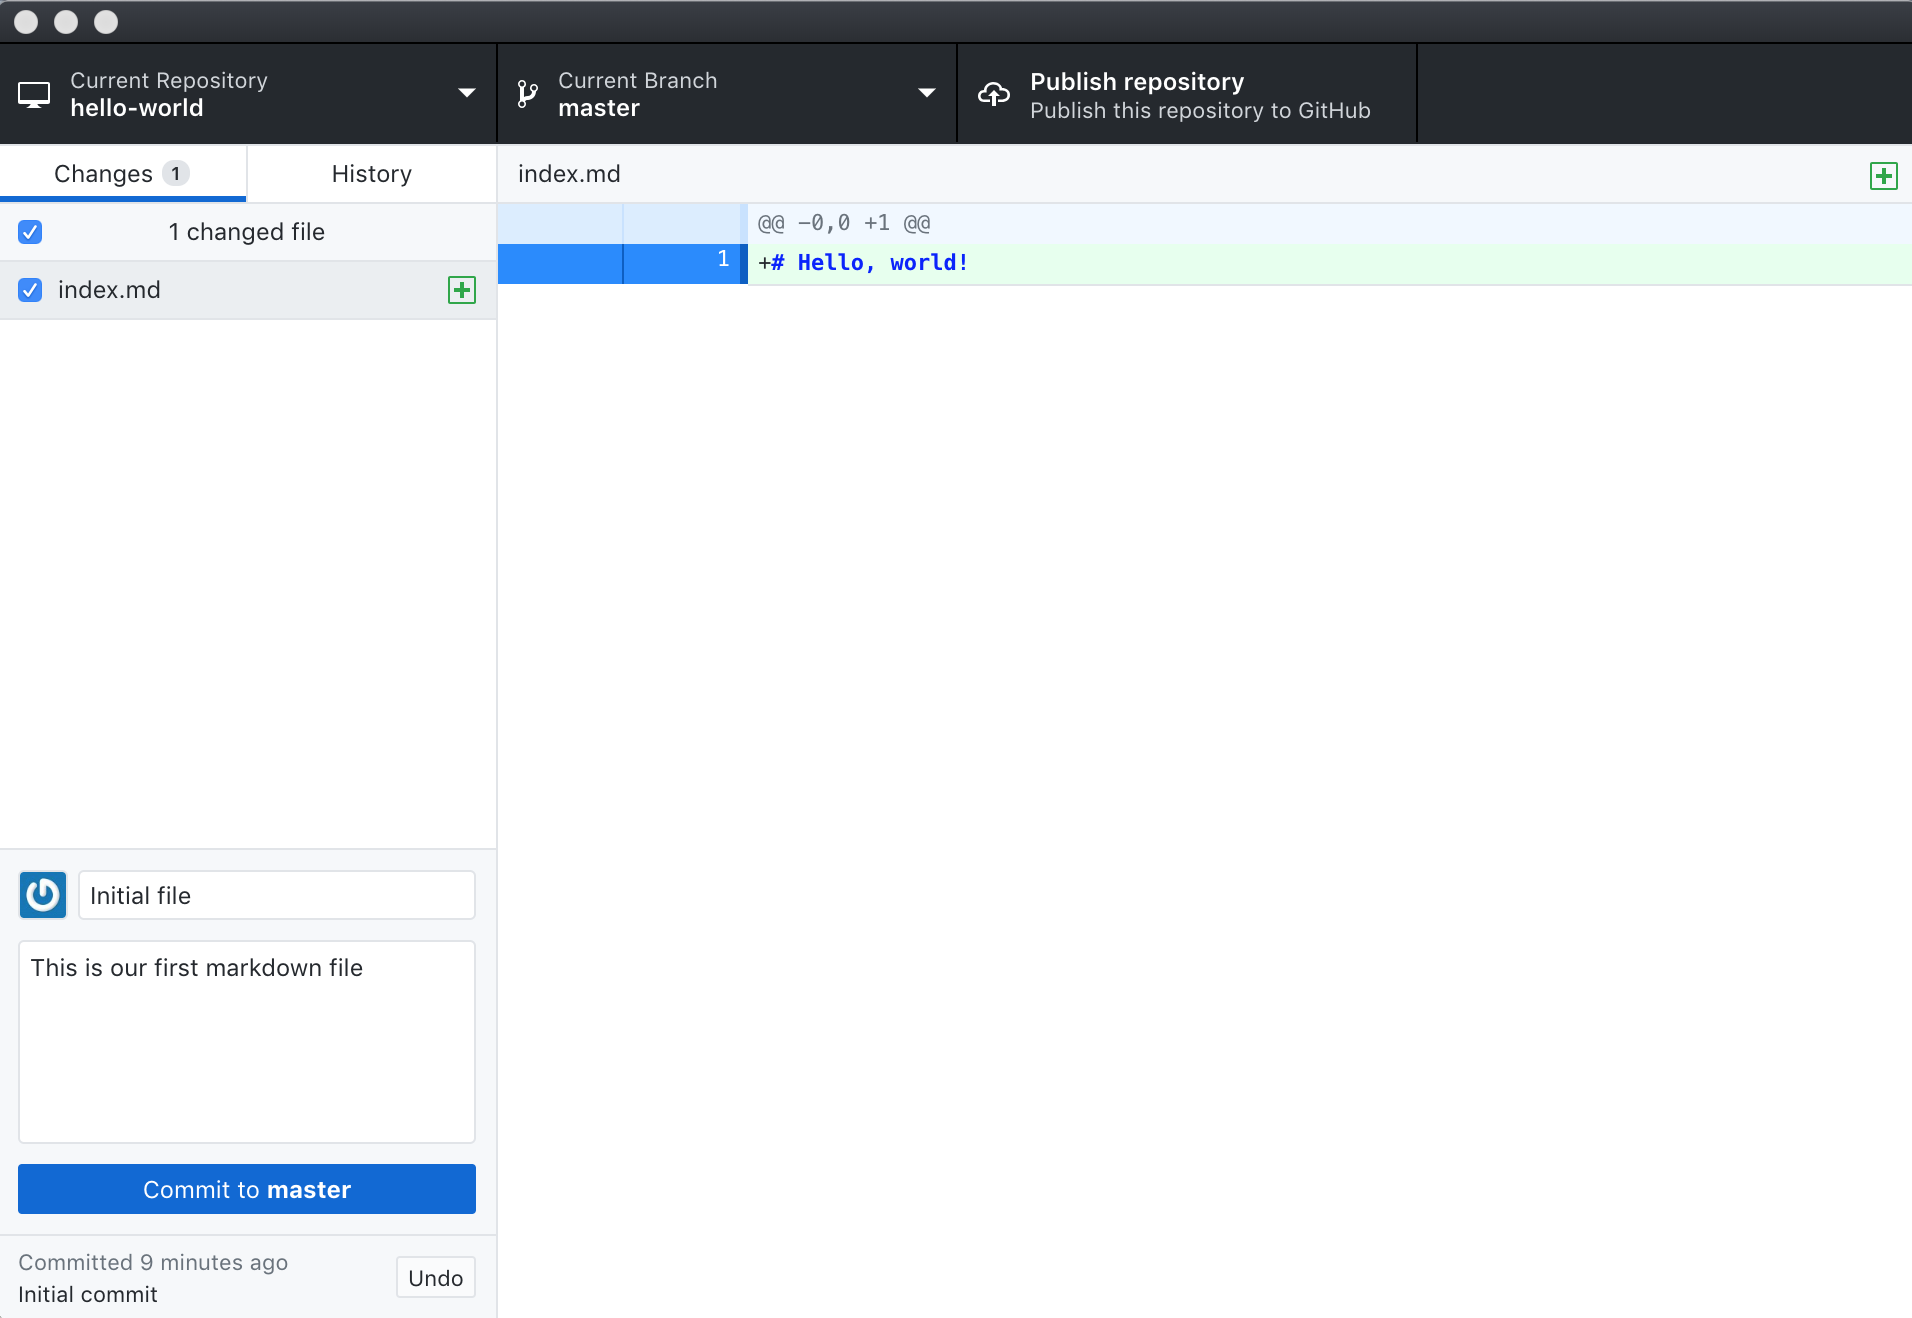 Current Repository
hello-world
Current Branch
master
Publish repository
Publish this repository to GitHub
Changes 1
History
index.md
1 changed file
index.md
@@ -0,0 +1 @@
1 +# Hello, world!
Initial file
This is our first markdown file
Commit to master
Committed 9 minutes ago
Initial commit
Undo